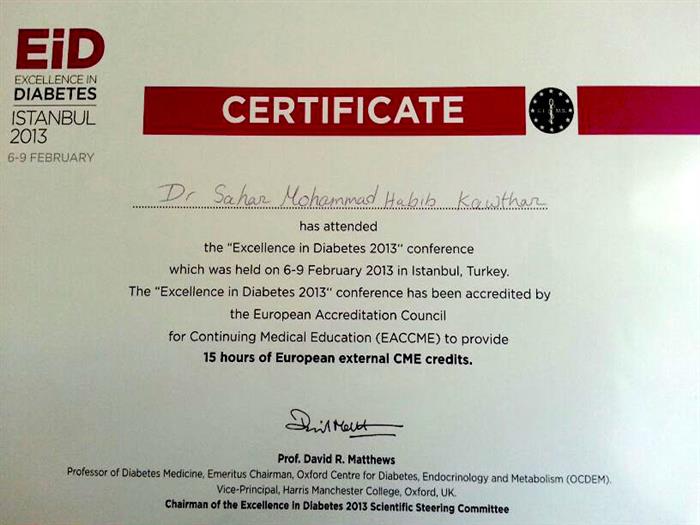 EiD
EXCELLENCE IN
DIABETES
ISTANBUL
2013
6-9 FEBRUARY
CERTIFICATE
Dr Sahar Mohammad Habib Kawthar
has attended
the "Excellence in Diabetes 2013" conference
which was held on 6-9 February 2013 in Istanbul, Turkey.
The "Excellence in Diabetes 2013" conference has been accredited by
the European Accreditation Council
for Continuing Medical Education (EACCME) to provide
15 hours of European external CME credits.
Prof. David R. Matthews
Professor of Diabetes Medicine, Emeritus Chairman, Oxford Centre for Diabetes, Endocrinology and Metabolism (OCDEM).
Vice-Principal, Harris Manchester College, Oxford, UK.
Chairman of the Excellence in Diabetes 2013 Scientific Steering Committee